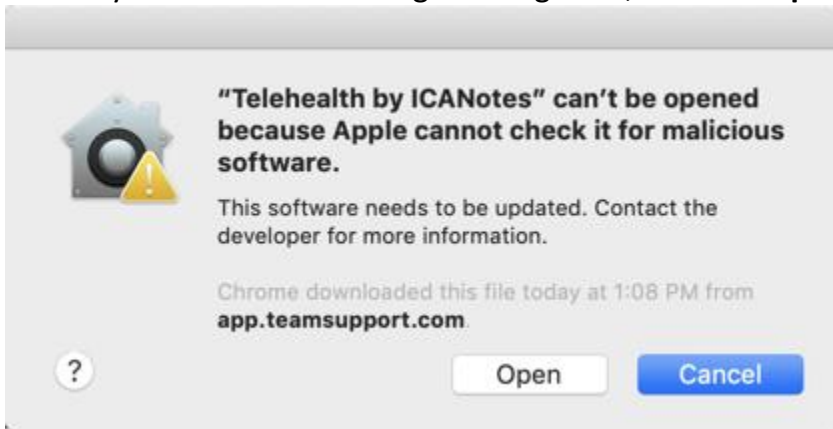 “Telehealth by ICANotes” can’t be opened
because Apple cannot check it for malicious
software.
This software needs to be updated. Contact the
developer for more information.
Chrome downloaded this file today at 1:08 PM from
app.teamsupport.com.
?
Open
Cancel